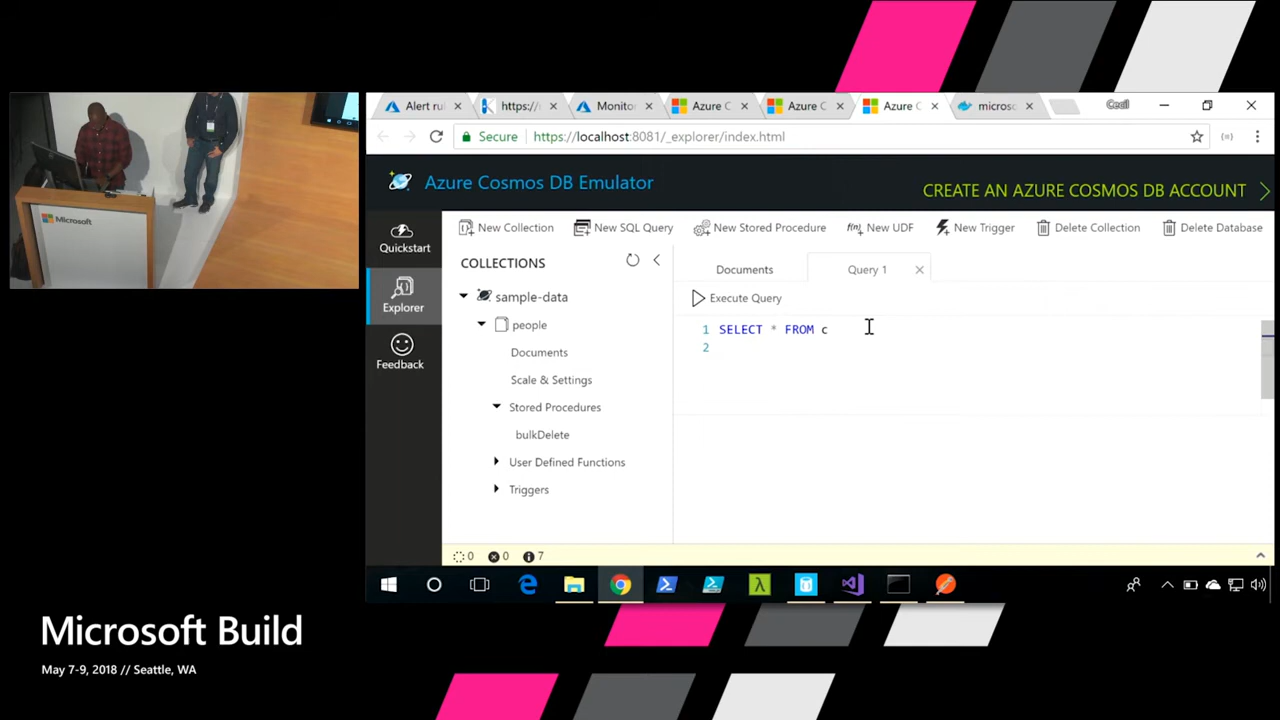 Microsoft
Alert ru
https://
Monitor
Azure C
Azure C
Azure C
microso
Cecil
Secure
https://localhost:8081/_explorer/index.html
Azure Cosmos DB Emulator
CREATE AN AZURE COSMOS DB ACCOUNT
New Collection
New SQL Query
New Stored Procedure
f(n) New UDF
New Trigger
Delete Collection
Delete Database
Quickstart
Explorer
Feedback
COLLECTIONS
sample-data
people
Documents
Scale & Settings
Stored Procedures
bulkDelete
User Defined Functions
Triggers
Documents
Query 1
Execute Query
1 SELECT * FROM c
2
0
0
7
Microsoft Build
May 7-9, 2018 // Seattle, WA